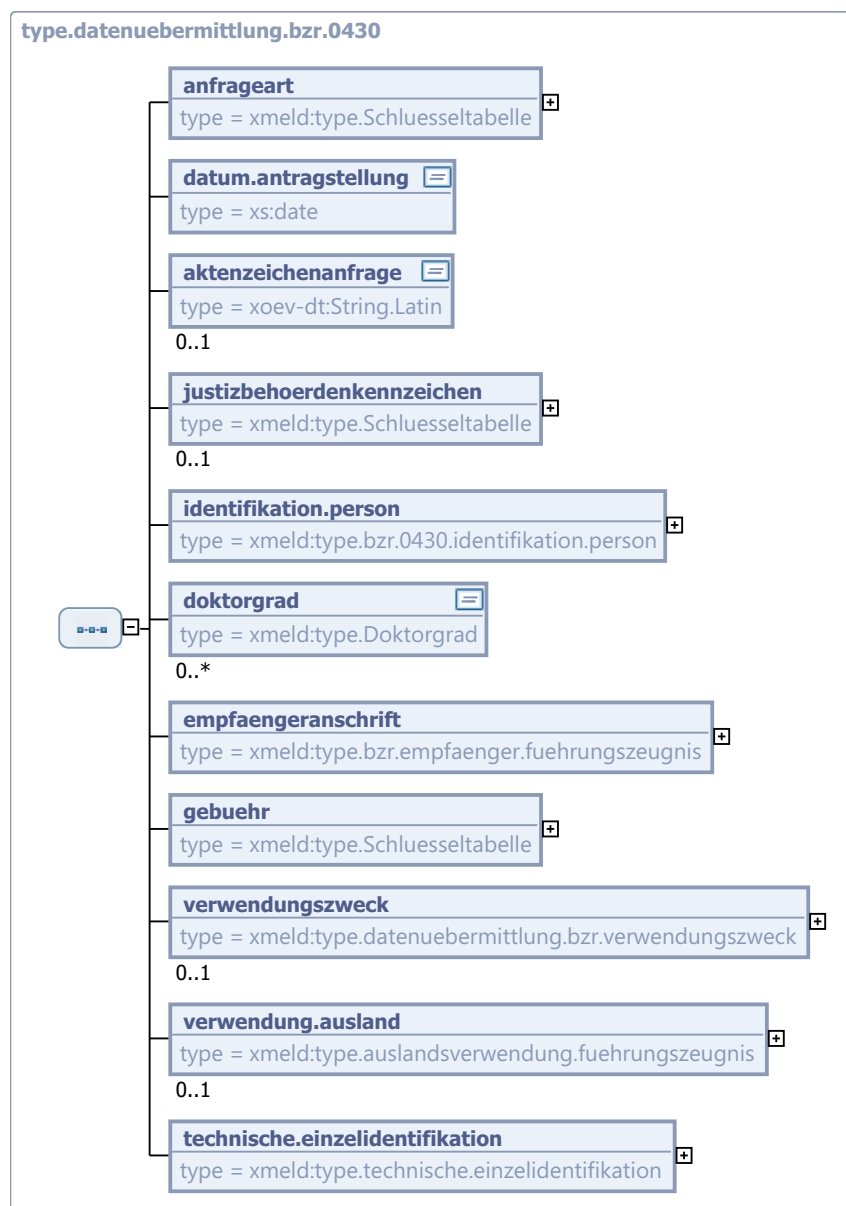 type.datenuebermittlung.bzr.0430
anfrageart
type = xmeld:type.Schluesseltabelle
datum.antragstellung
type = xs:date
aktenzeichenanfrage
type = xoev-dt:String.Latin
0..1
justizbehoerdenkennzeichen
type = xmeld:type.Schluesseltabelle
0..1
identifikation.person
type = xmeld:type.bzr.0430.identifikation.person
doktorgrad
type = xmeld:type.Doktorgrad
0..*
empfaengeranschrift
type = xmeld:type.bzr.empfaenger.fuehrungszeugnis
gebuehr
type = xmeld:type.Schluesseltabelle
verwendungszweck
type = xmeld:type.datenuebermittlung.bzr.verwendungszweck
0..1
verwendung.ausland
type = xmeld:type.auslandsverwendung.fuehrungszeugnis
0..1
technische.einzelidentifikation
type = xmeld:type.technische.einzelidentifikation